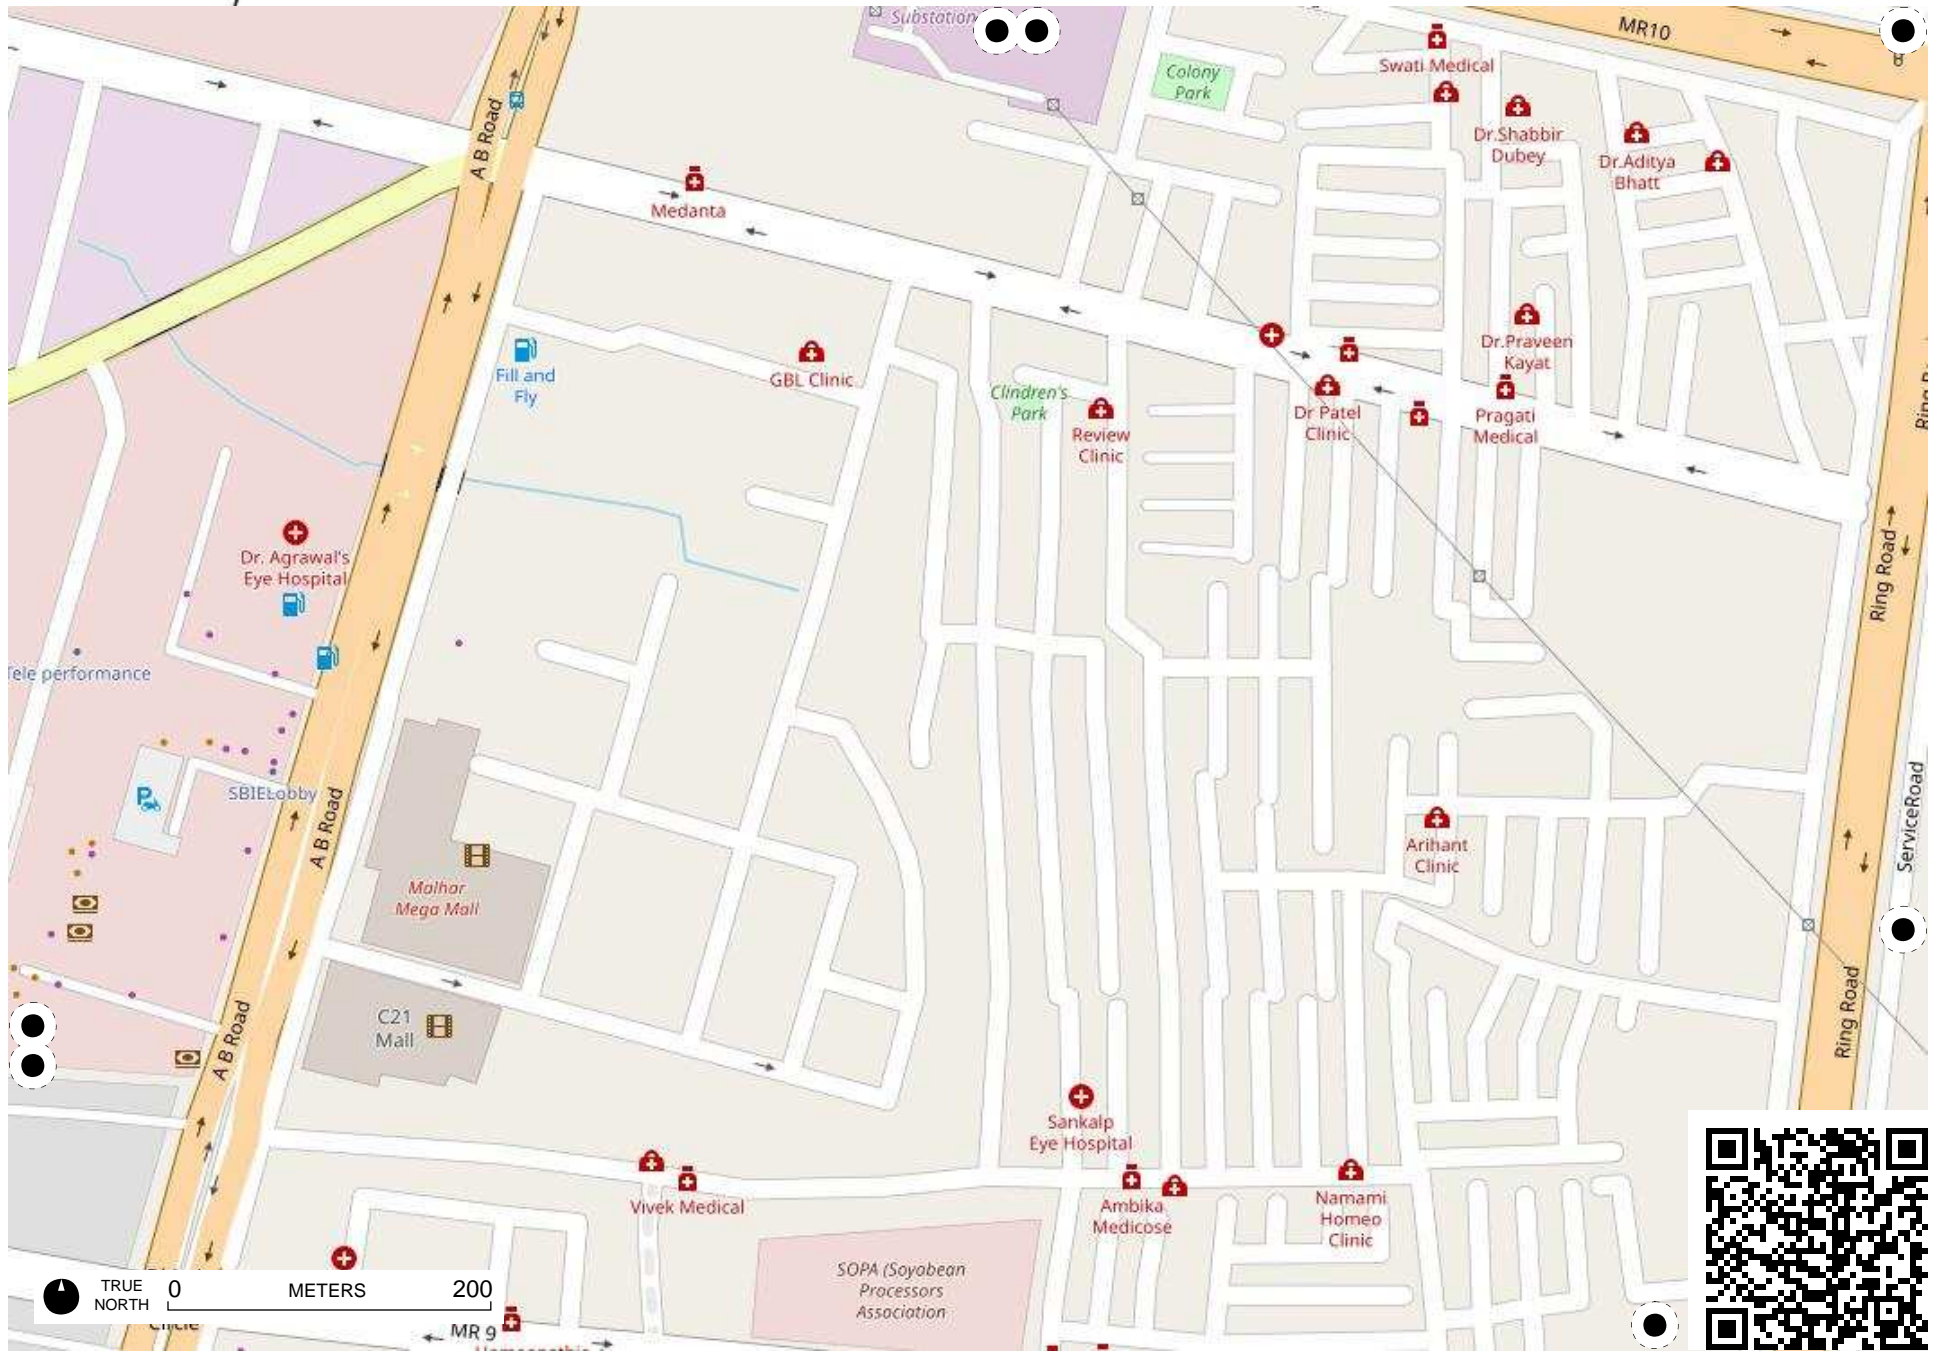 Substation
MR10
Swati Medical
Colony
Park
Dr.Shabbir
Dubey
Dr.Aditya
Bhatt
A B Road
Medanta
Dr.Praveen
Kayat
Fill and
Fly
GBL Clinic
Clindren's
Park
Review
Clinic
Dr Patel
Clinic
Pragati
Medical
Dr. Agrawal's
Eye Hospital
Ring Road
Tele performance
SBIELobby
A B Road
ServiceRoad
Arihant
Clinic
Malhar
Mega Mall
C21
Mall
A B Road
Ring Road
Sankalp
Eye Hospital
Vivek Medical
Ambika
Medicose
Namami
Homeo
Clinic
SOPA (Soyabean
Processors
Association
TRUE
NORTH
0 METERS 200
Circle
MR 9